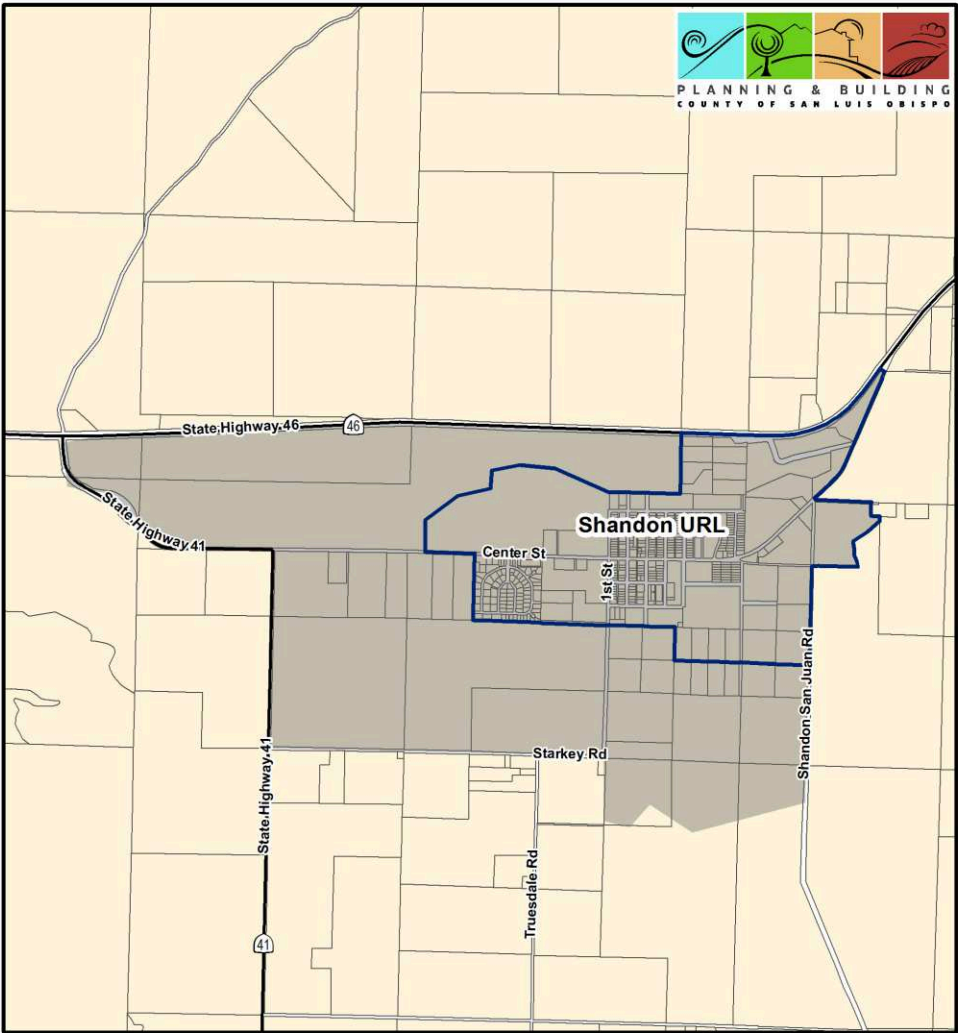 PLANNING & BUILDING
COUNTY OF SAN LUIS OBISPO
State Highway 46
46
State Highway 41
Shandon URL
Center St
1st St
Shandon San Juan Rd
Starkey Rd
State Highway 41
Truesdale Rd
41